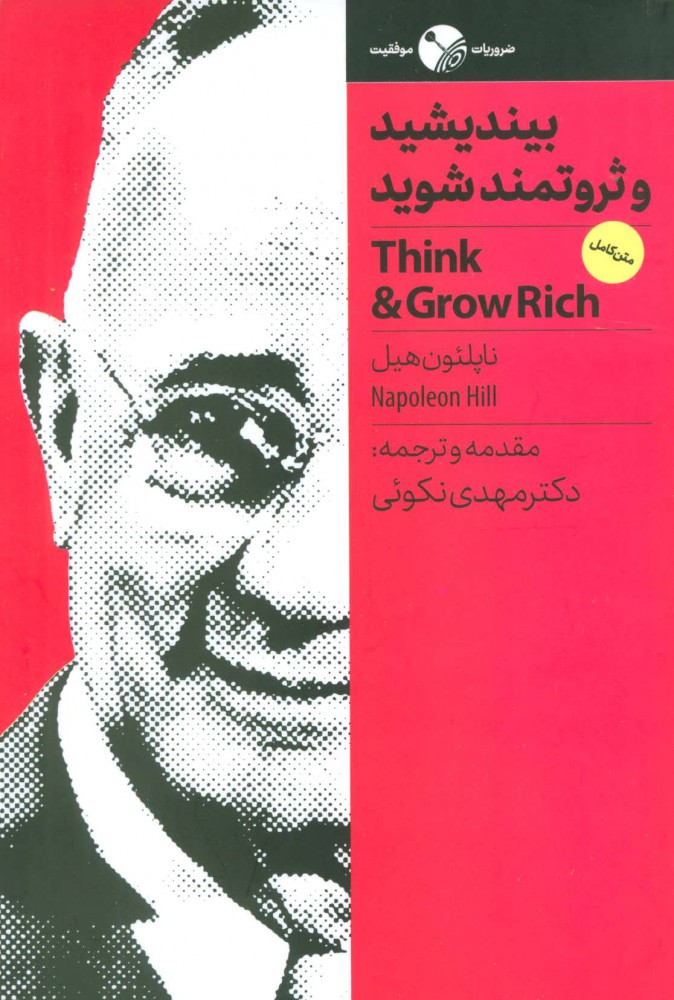 ضروریات موفقیت
بیندیشید
و ثروتمند شوید
متن کامل
Think
& Grow Rich
ناپلئون هیل
Napoleon Hill
مقدمه و ترجمه:
دکتر مهدی نکوئی